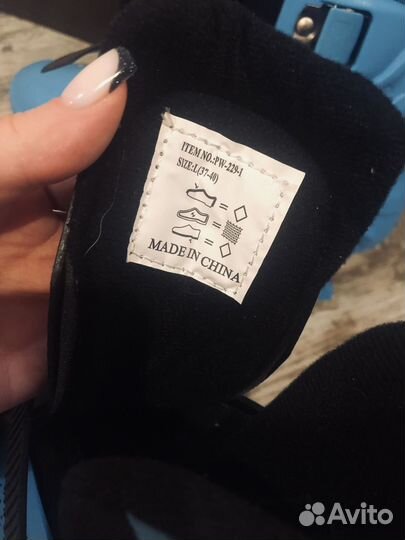 ITEM NO.:PW-229-1
SIZE:L(37-40)
MADE IN CHINA
Avito